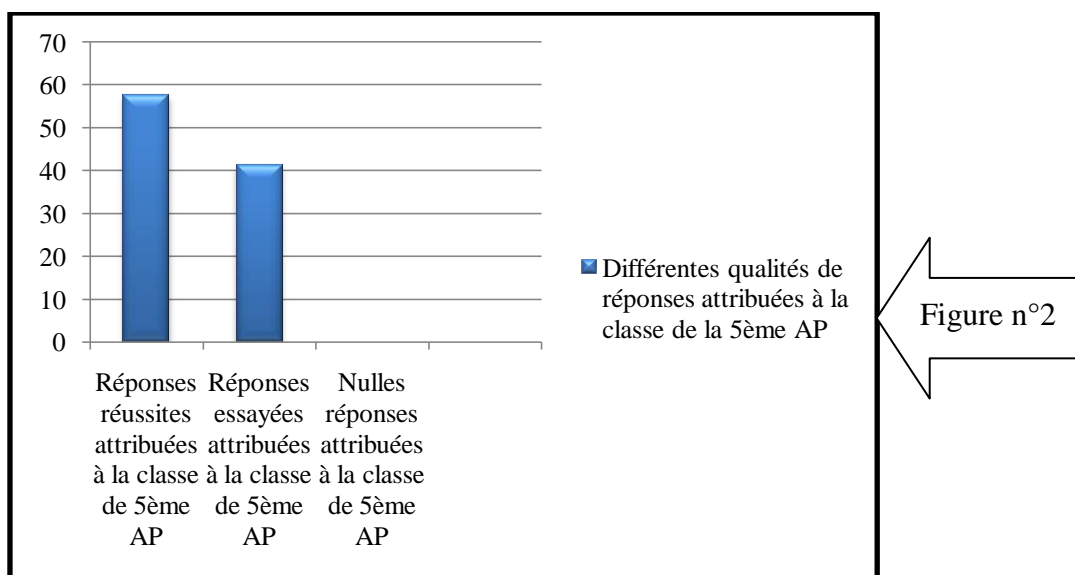 70
60
50
40
30
20
10
0
Réponses
réussites
attribuées
à la classe
de 5ème
AP
Réponses
essayées
attribuées
à la classe
de 5ème
AP
Nulles
réponses
attribuées
à la classe
de 5ème
AP
Différentes qualités de
réponses attribuées à la
classe de la 5ème AP
Figure n°2